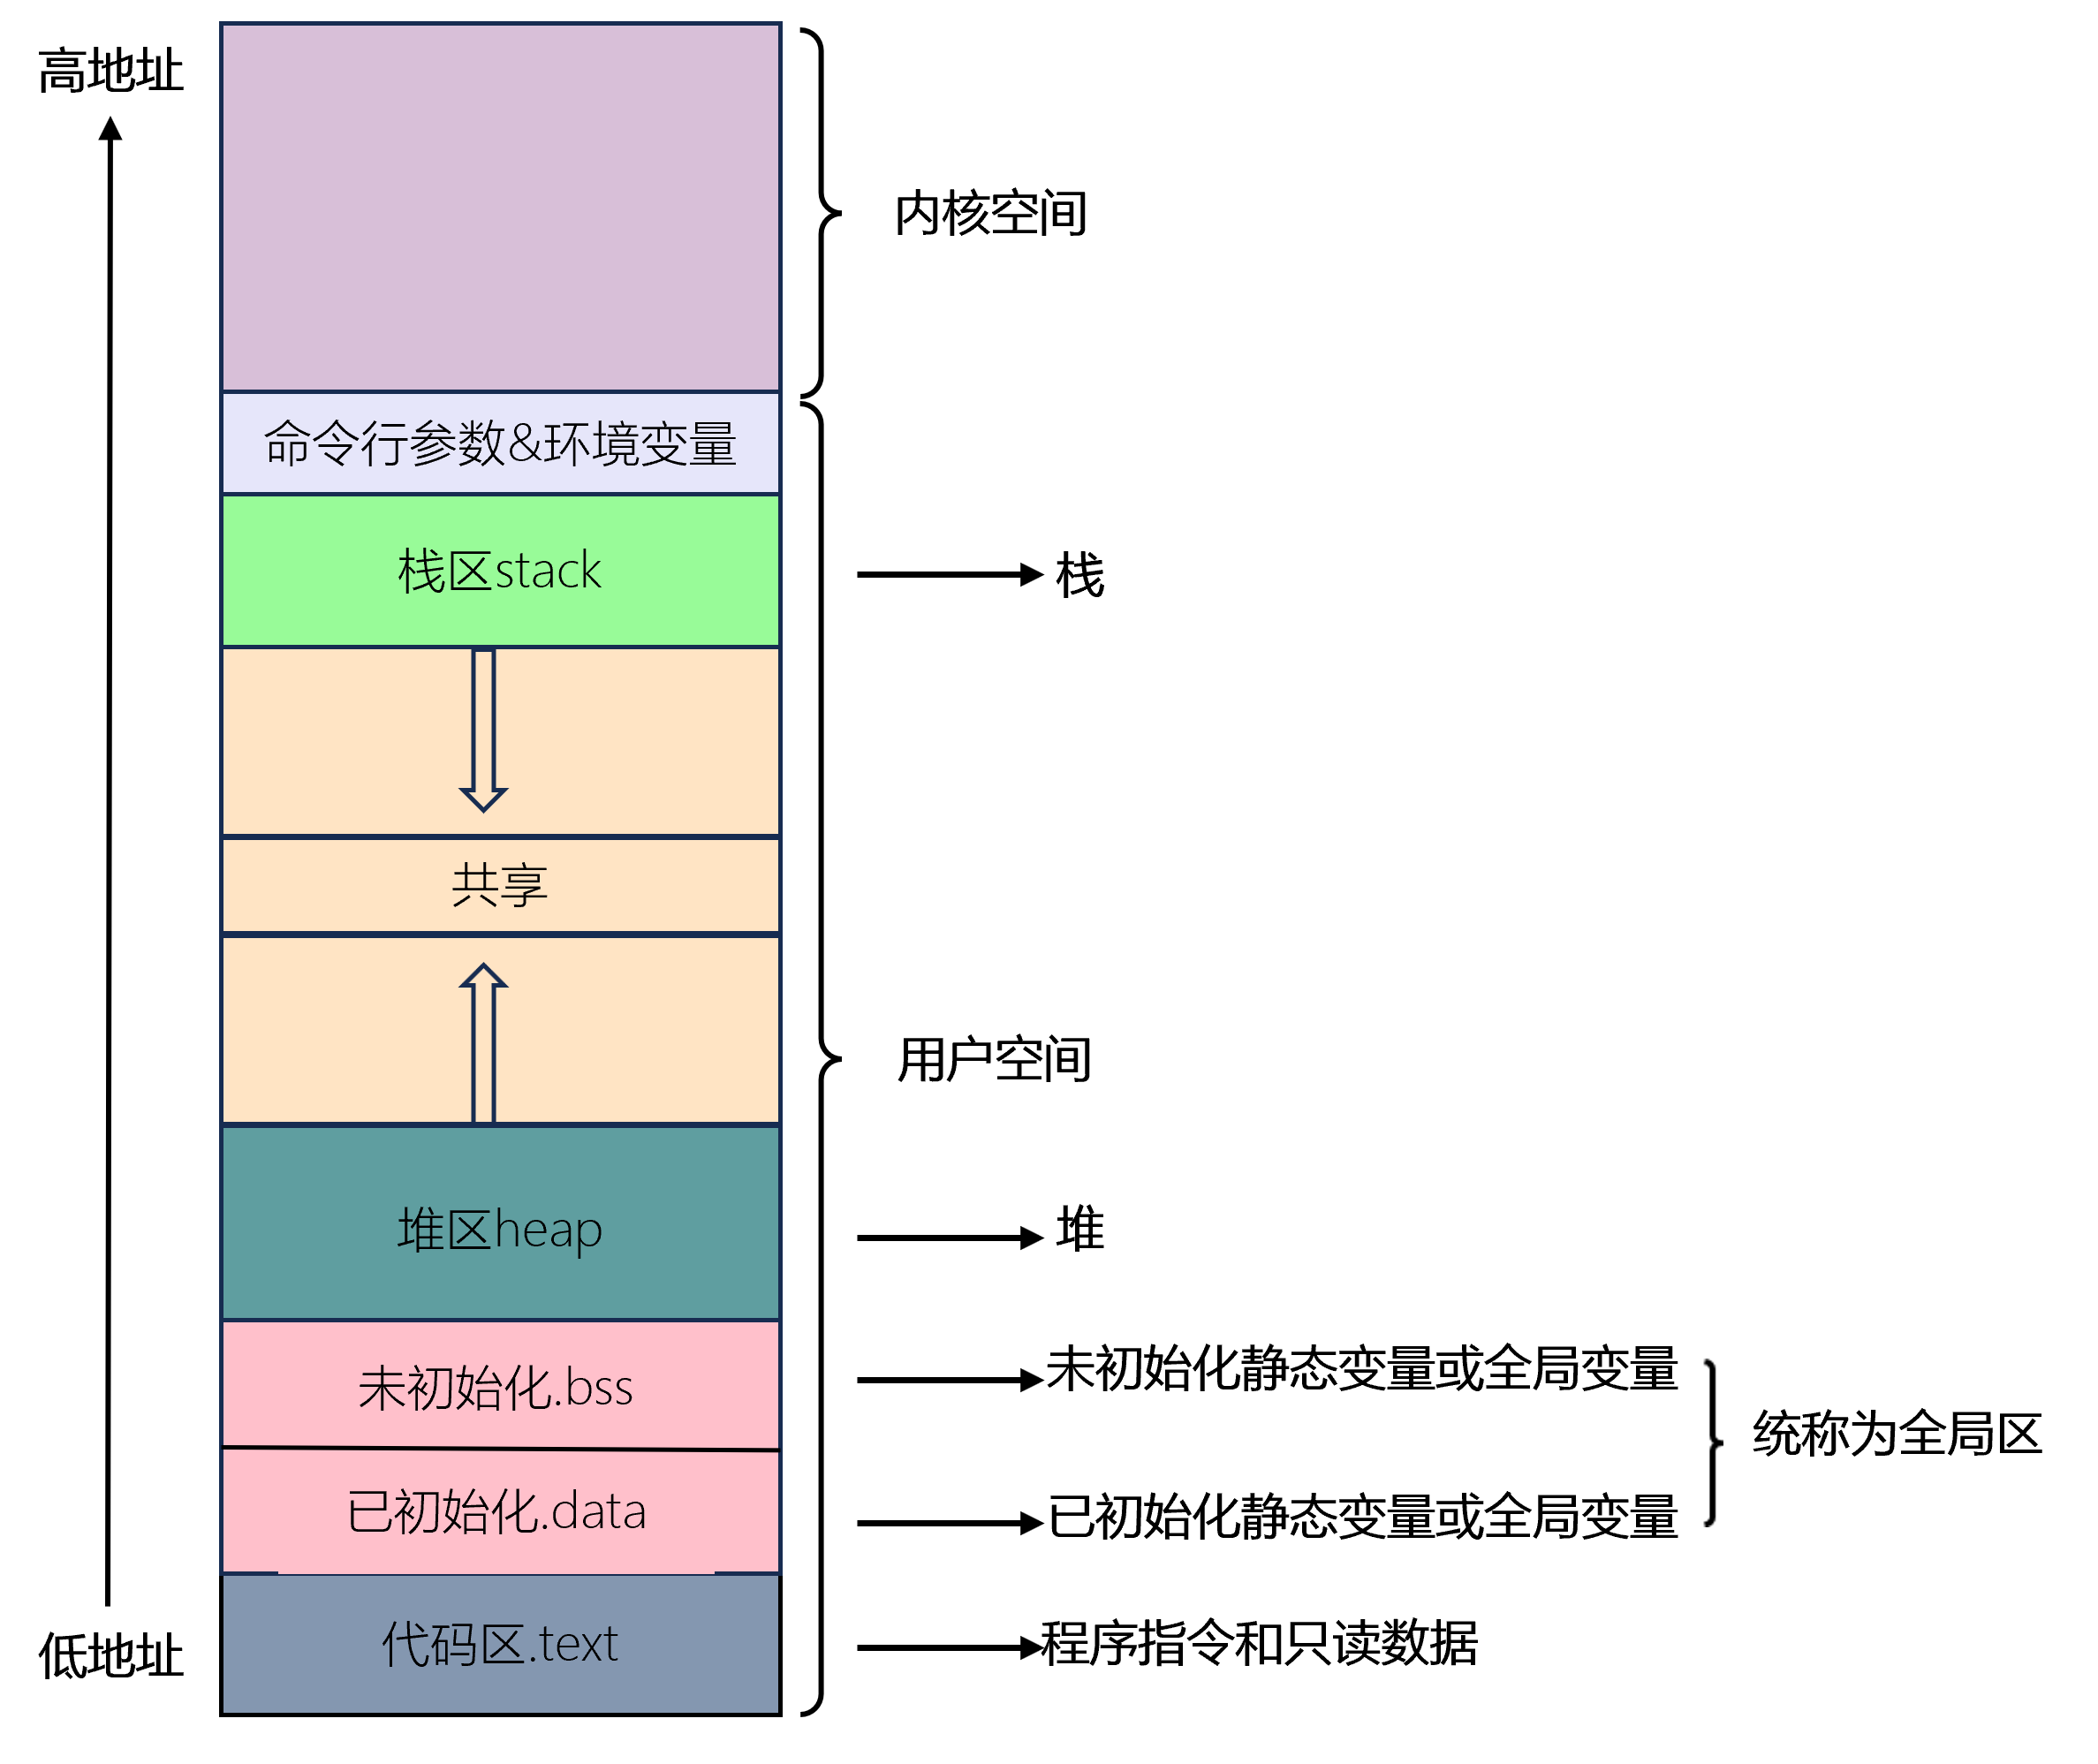 高地址
内核空间
命令行参数&环境变量
栈区stack
栈
共享
用户空间
堆区heap
堆
未初始化.bss
未初始化静态变量或全局变量
统称为全局区
已初始化.data
已初始化静态变量或全局变量
代码区.text
程序指令和只读数据
低地址